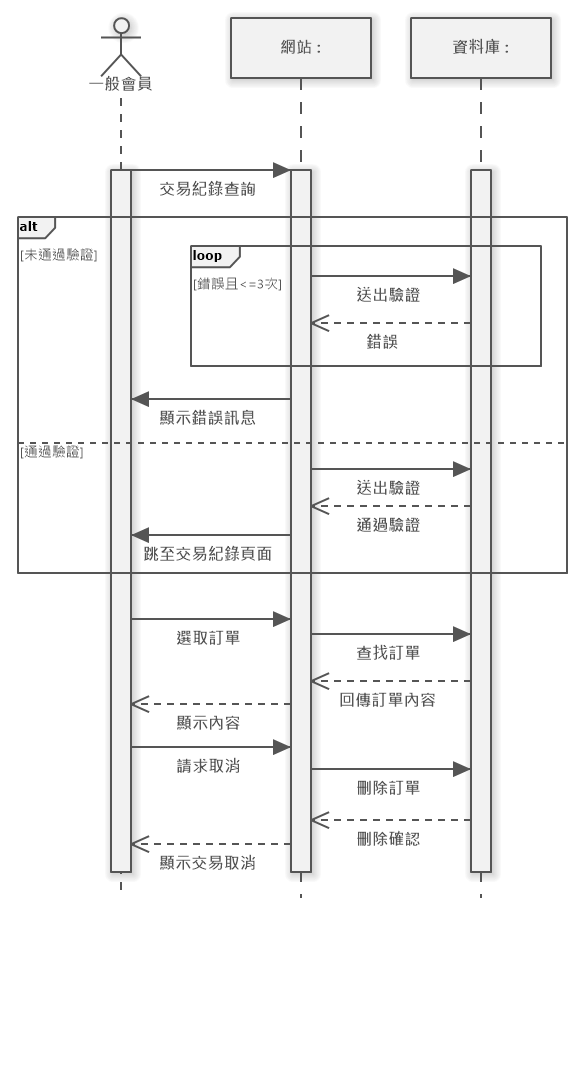 一般會員
網站 :
資料庫 :
交易紀錄查詢
alt
[未通過驗證]
loop
[錯誤且<=3次]
送出驗證
錯誤
顯示錯誤訊息
[通過驗證]
送出驗證
通過驗證
跳至交易紀錄頁面
選取訂單
查找訂單
回傳訂單內容
顯示內容
請求取消
刪除訂單
刪除確認
顯示交易取消